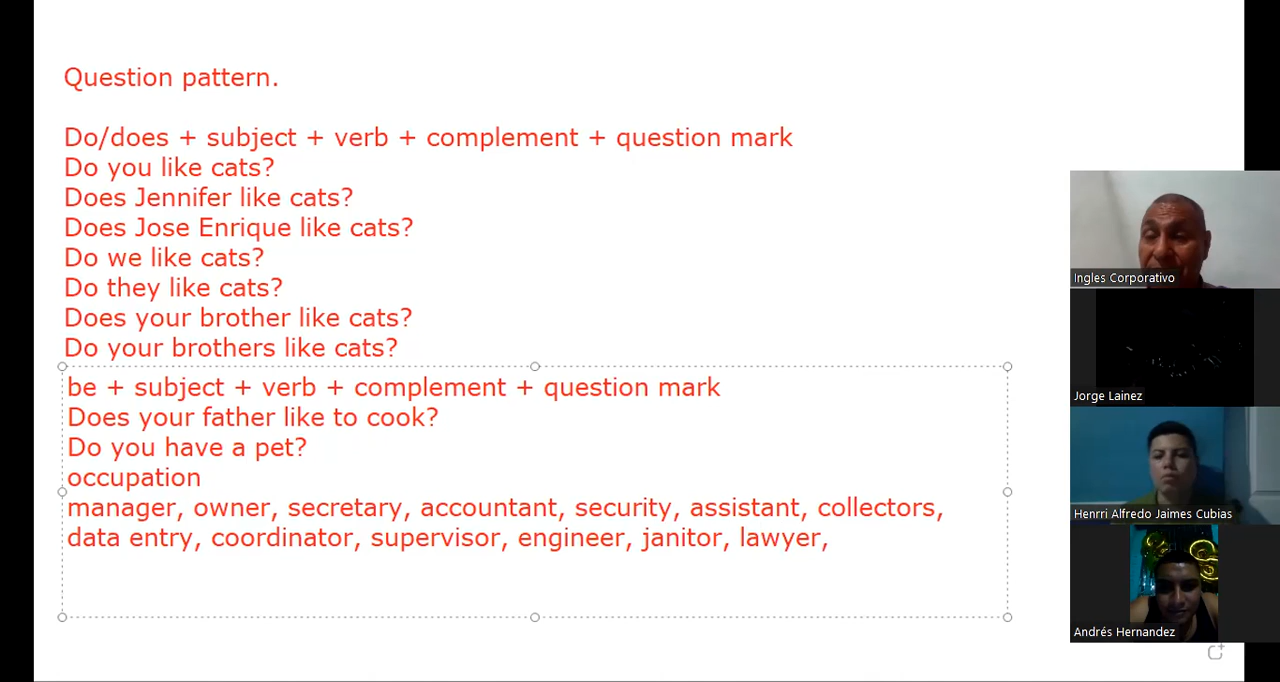 Question pattern.
Do/does + subject + verb + complement + question mark
Do you like cats?
Does Jennifer like cats?
Does Jose Enrique like cats?
Do we like cats?
Do they like cats?
Does your brother like cats?
Do your brothers like cats?
be + subject + verb + complement + question mark
Does your father like to cook?
Do you have a pet?
occupation
manager, owner, secretary, accountant, security, assistant, collectors,
data entry, coordinator, supervisor, engineer, janitor, lawyer,
Ingles Corporativo
Jorge Lainez
Henrri Alfredo Jaimes Cubias
Andrés Hernandez